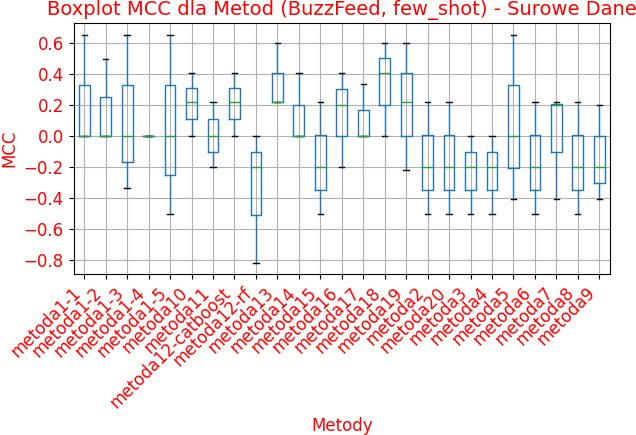 Boxplot MCC dla Metod (BuzzFeed, few_shot) - Surowe Dane
MCC
0.6
0.4
0.2
0.0
−0.2
−0.4
−0.6
−0.8
metoda1-1
metoda1-2
metoda1-3
metoda1-4
metoda1-5
metoda10
metoda11
metoda12-catboost
metoda12-rf
metoda13
metoda14
metoda15
metoda16
metoda17
metoda18
metoda19
metoda2
metoda20
metoda3
metoda4
metoda5
metoda6
metoda7
metoda8
metoda9
Metody